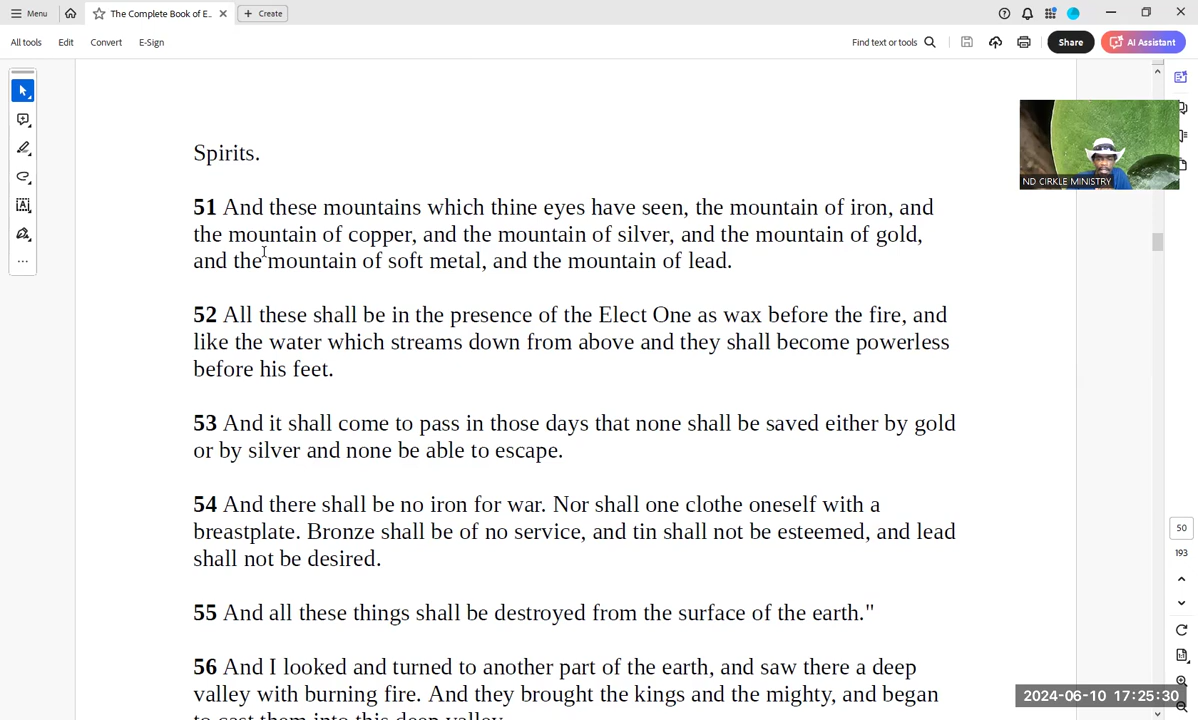 Menu
The Complete Book of E..
Create
All tools
Edit
Convert
E-Sign
Find text or tools
Share
AI Assistant
Spirits.
51 And these mountains which thine eyes have seen, the mountain of iron, and
the mountain of copper, and the mountain of silver, and the mountain of gold,
and the mountain of soft metal, and the mountain of lead.
52 All these shall be in the presence of the Elect One as wax before the fire, and
like the water which streams down from above and they shall become powerless
before his feet.
53 And it shall come to pass in those days that none shall be saved either by gold
or by silver and none be able to escape.
54 And there shall be no iron for war. Nor shall one clothe oneself with a
breastplate. Bronze shall be of no service, and tin shall not be esteemed, and lead
shall not be desired.
55 And all these things shall be destroyed from the surface of the earth."
56 And I looked and turned to another part of the earth, and saw there a deep
valley with burning fire. And they brought the kings and the mighty, and began
to cast them into this deep valley.
ND CIRKLE MINISTRY
50
193
2024-06-10 17:25:30